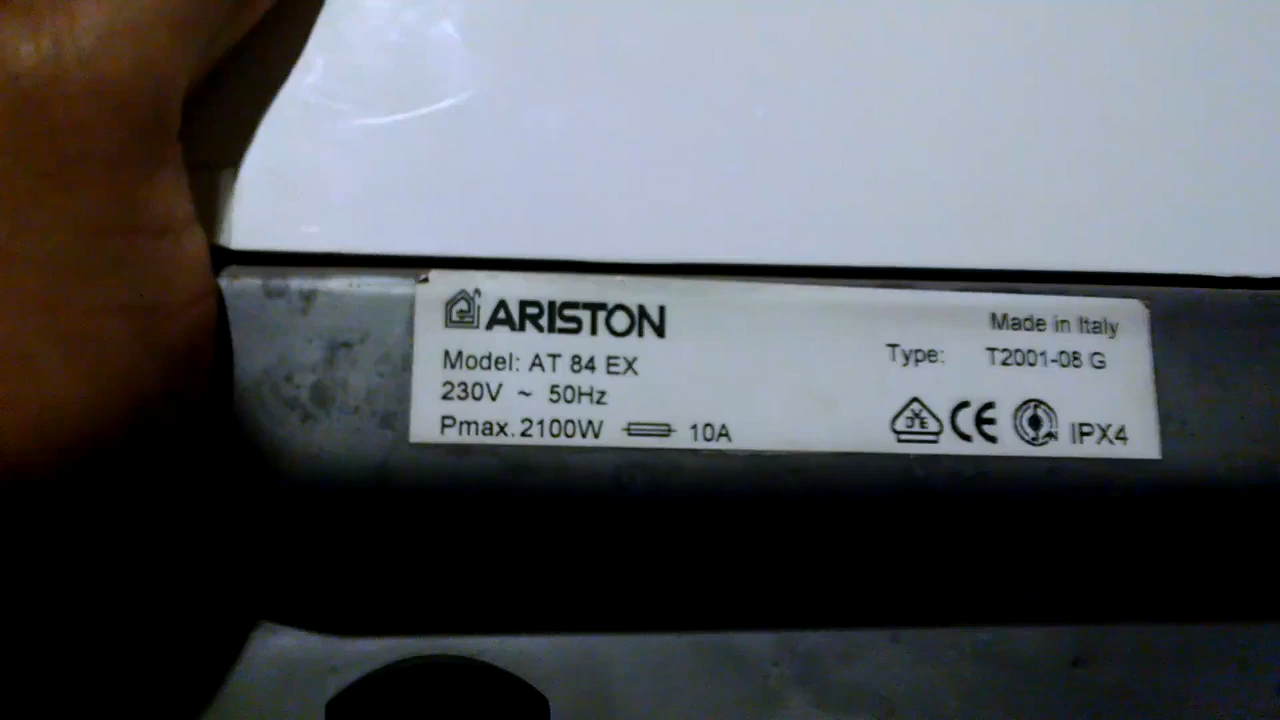 ARISTON
Made in Italy
Model: AT 84 EX
Type: T2001-08 G
230V ~ 50Hz
Pmax. 2100W 10A
CE IPX4